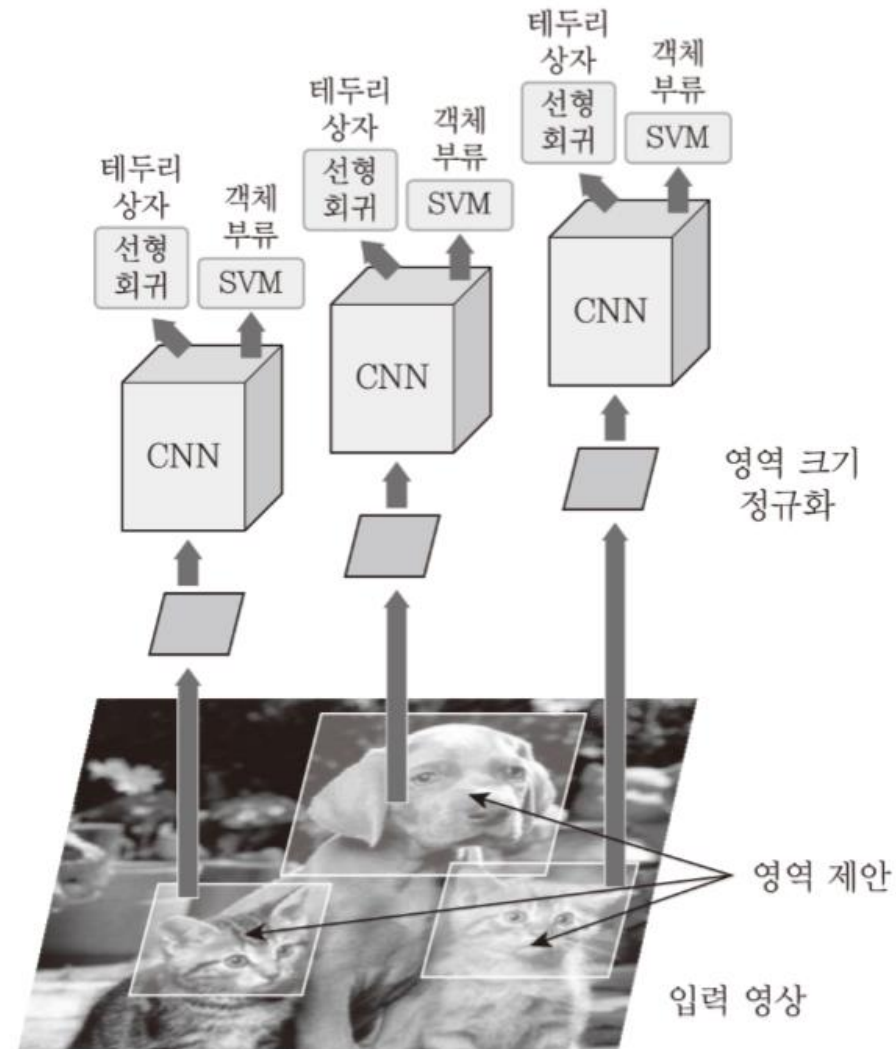 테두리
상자
객체
부류
선형
회귀
SVM
테두리
상자
객체
부류
선형
회귀
SVM
테두리
상자
객체
부류
선형
회귀
SVM
CNN
CNN
CNN
영역 크기
정규화
영역 제안
입력 영상